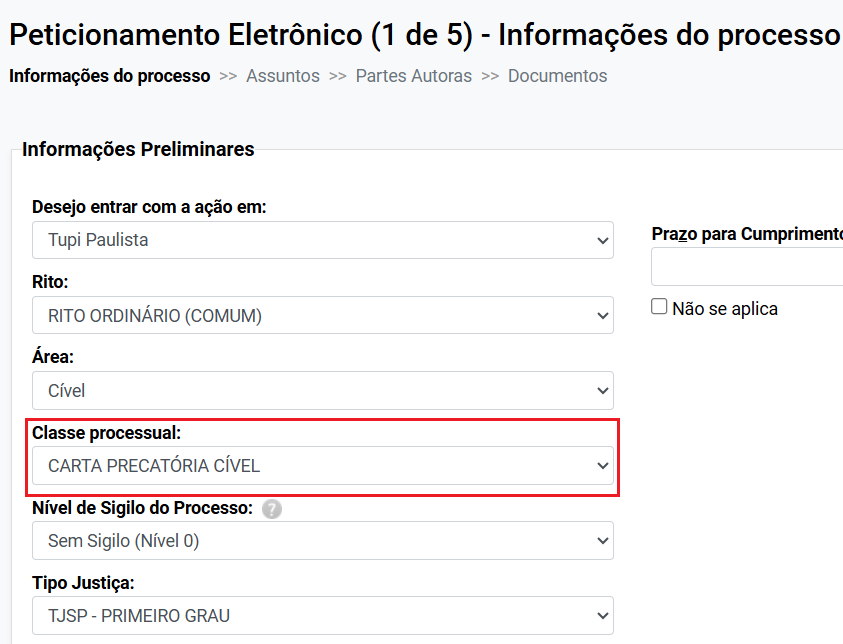 Peticionamento Eletrônico (1 de 5) - Informações do processo
Informações do processo >> Assuntos >> Partes Autoras >> Documentos
Informações Preliminares
Desejo entrar com a ação em:
Tupi Paulista
Prazo para Cumprimento
Rito:
RITO ORDINÁRIO (COMUM)
Não se aplica
Área:
Cível
Classe processual:
CARTA PRECATÓRIA CÍVEL
Nível de Sigilo do Processo: ?
Sem Sigilo (Nível 0)
Tipo Justiça:
TJSP - PRIMEIRO GRAU